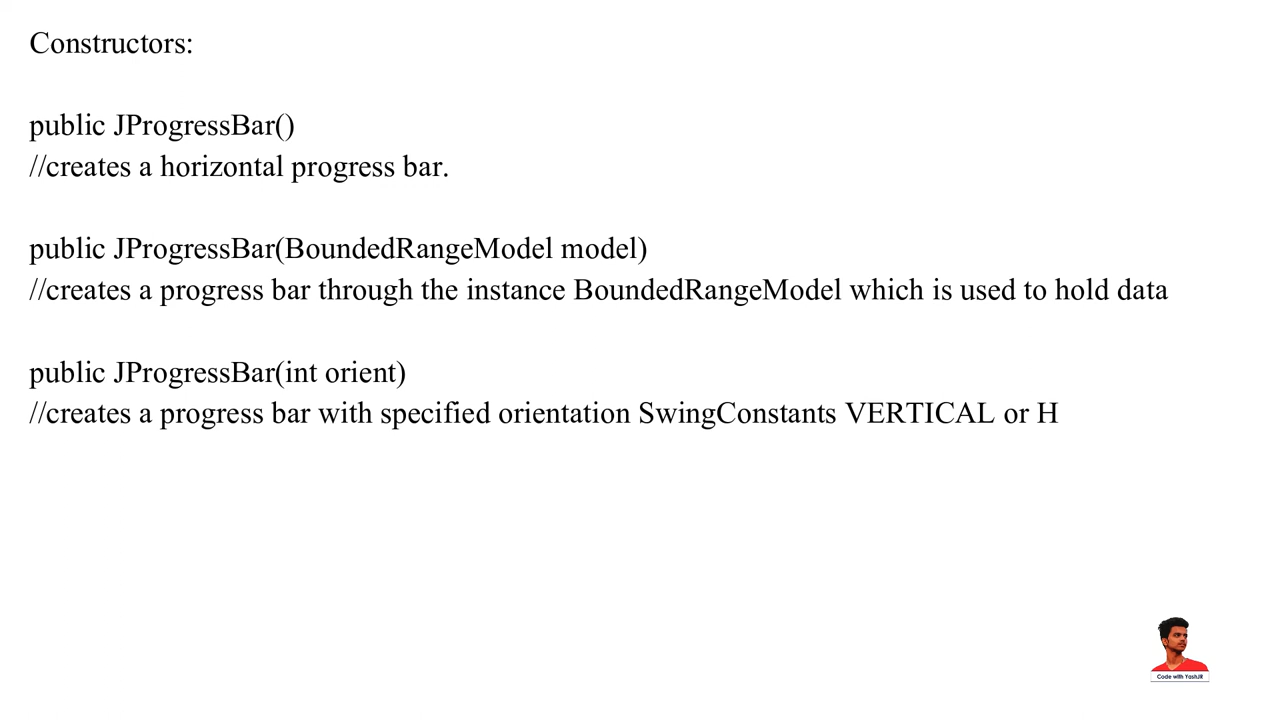 Constructors:
public JProgressBar()
//creates a horizontal progress bar.
public JProgressBar(BoundedRangeModel model)
//creates a progress bar through the instance BoundedRangeModel which is used to hold data
public JProgressBar(int orient)
//creates a progress bar with specified orientation SwingConstants VERTICAL or H
Code with YashJR